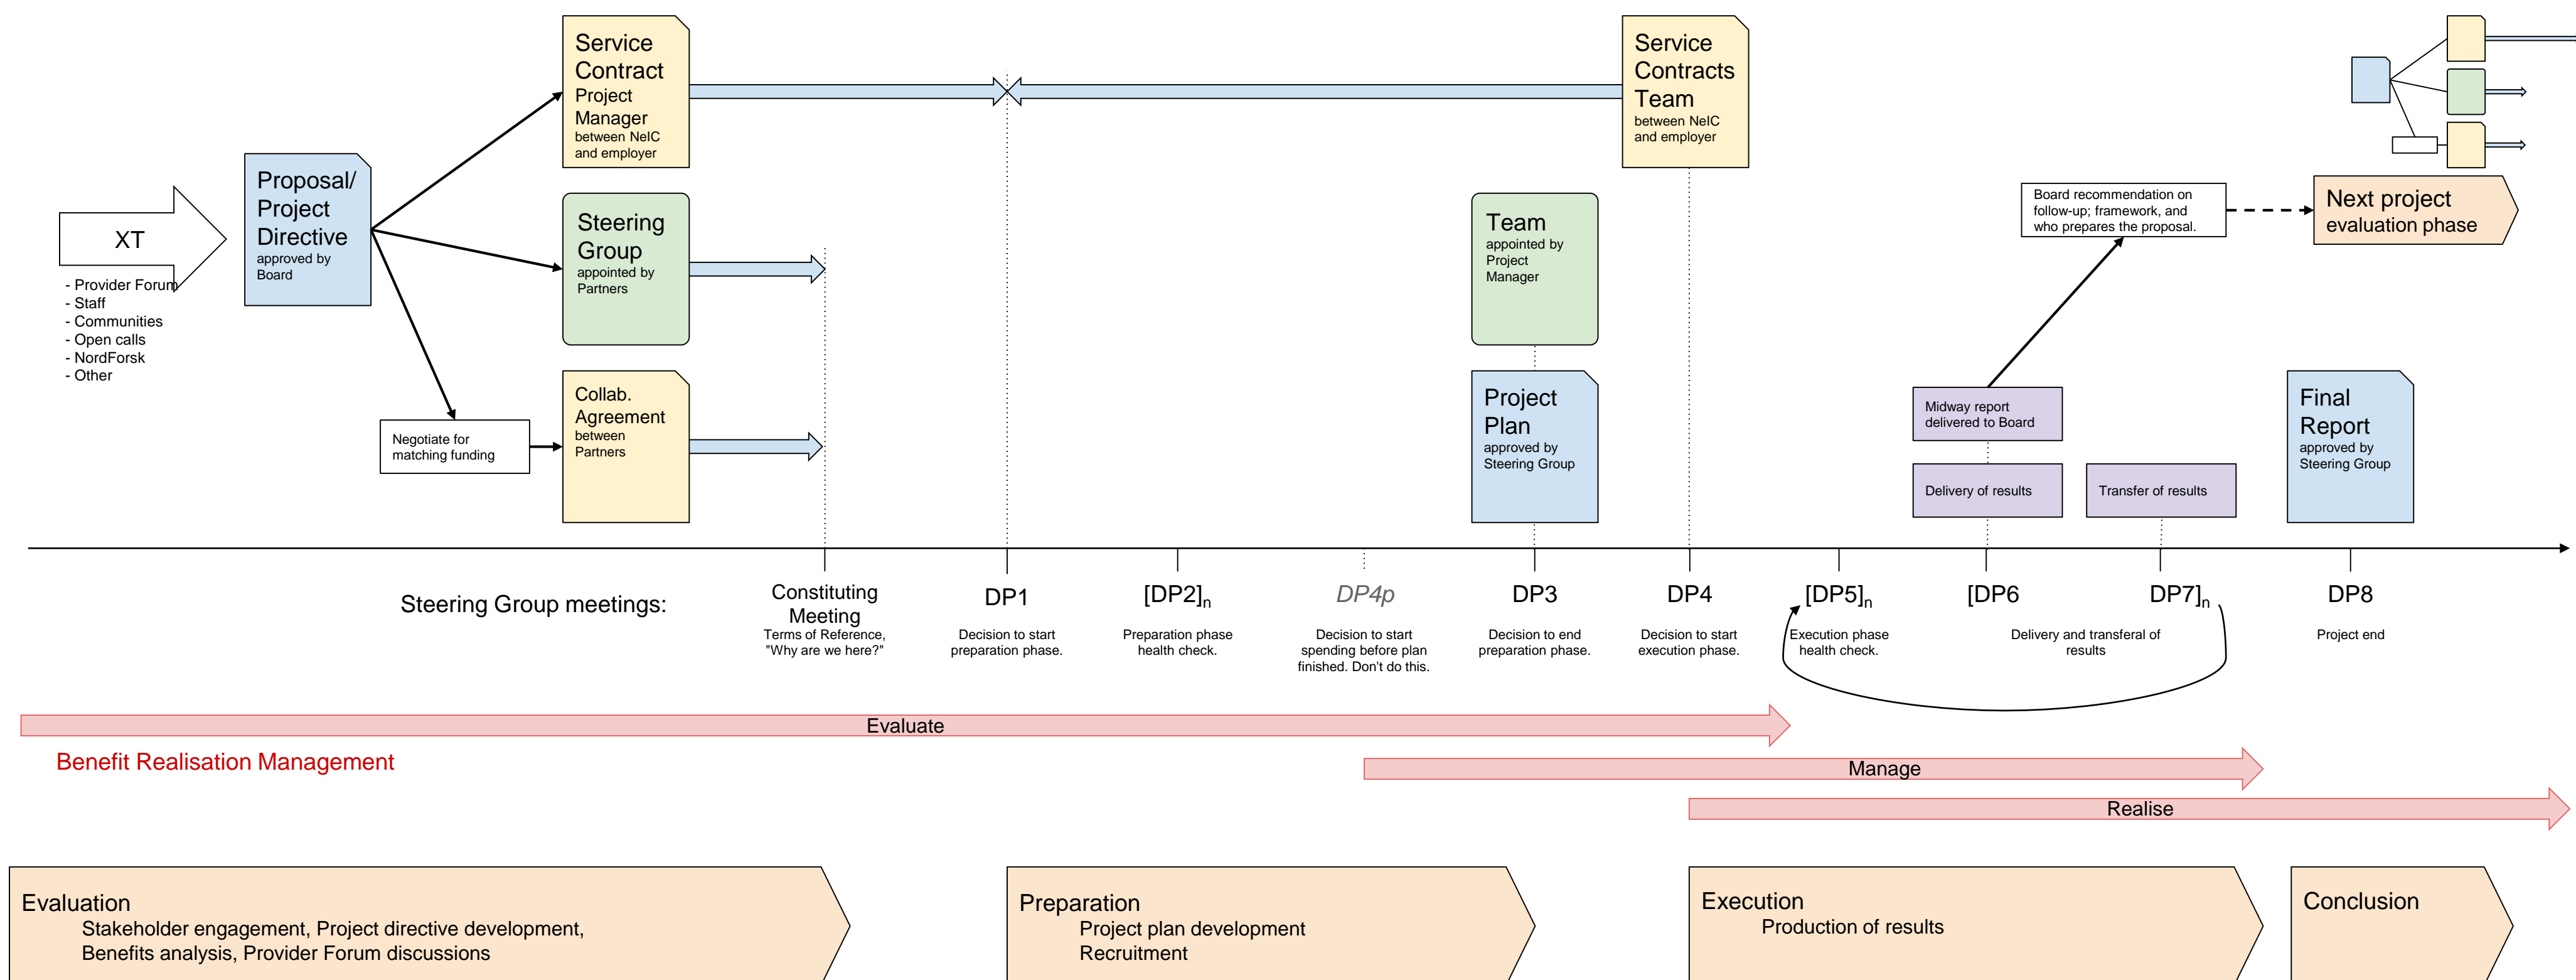 Service
Contract
Project
Manager
between NeIC
and employer
Service
Contracts
Team
between NeIC
and employer
Proposal/
Project
Directive
approved by
Board
XT
- Provider Forum
- Staff
- Communities
- Open calls
- NordForsk
- Other
Steering
Group
appointed by
Partners
Team
appointed by
Project
Manager
Board recommendation on
follow-up; framework, and
who prepares the proposal.
Next project
evaluation phase
Negotiate for
matching funding
Collab.
Agreement
between
Partners
Project
Plan
approved by
Steering Group
Midway report
delivered to Board
Delivery of results
Transfer of results
Final
Report
approved by
Steering Group
Steering Group meetings:
Constituting
Meeting
Terms of Reference,
"Why are we here?"
DP1
Decision to start
preparation phase.
[DP2]n
Preparation phase
health check.
DP4p
Decision to start
spending before plan
finished. Don't do this.
DP3
Decision to end
preparation phase.
DP4
Decision to start
execution phase.
[DP5]n
Execution phase
health check.
[DP6
DP7]n
Delivery and transferal of
results
DP8
Project end
Evaluate
Benefit Realisation Management
Manage
Realise
Evaluation
Stakeholder engagement, Project directive development,
Benefits analysis, Provider Forum discussions
Preparation
Project plan development
Recruitment
Execution
Production of results
Conclusion